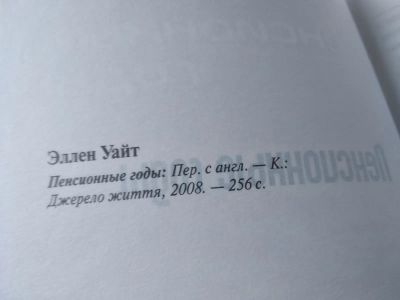 Эллен Уайт
Пенсионные годы: Пер. с англ. — К.:
Джерело життя, 2008. — 256 с.